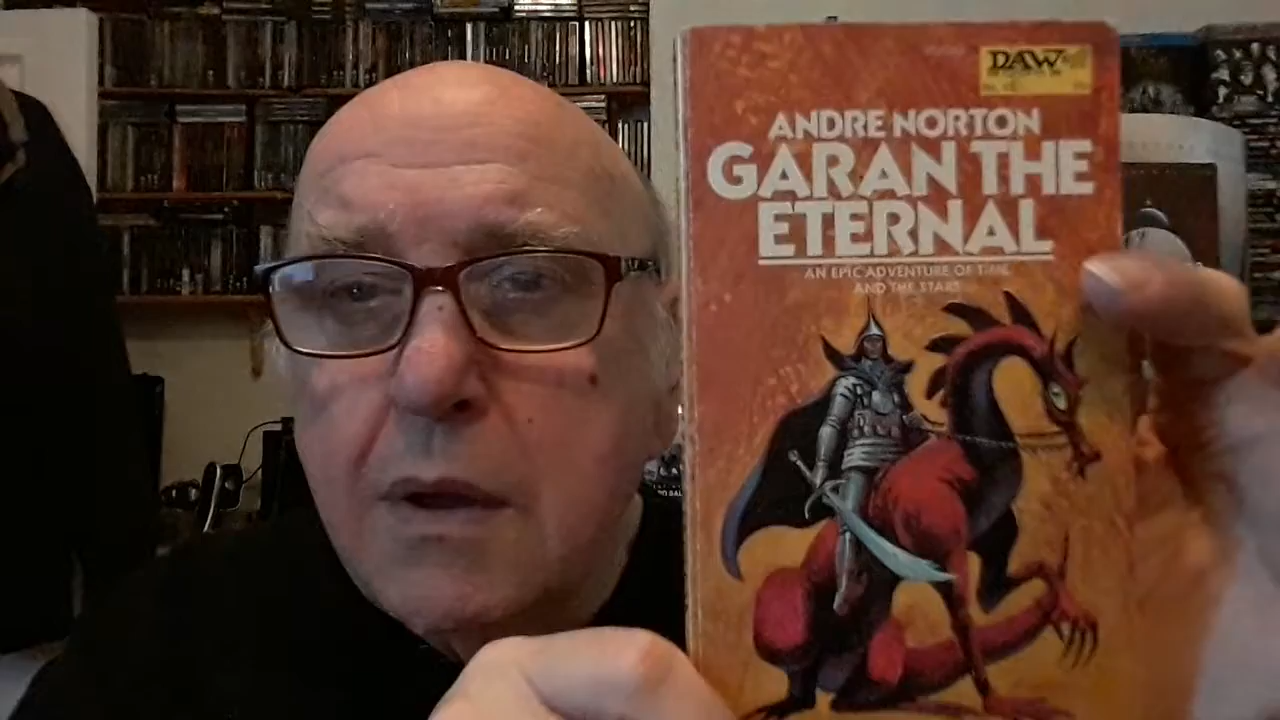 DAW
ANDRE NORTON
GARAN THE
ETERNAL
AN EPIC ADVENTURE OF TIME
AND THE STARS